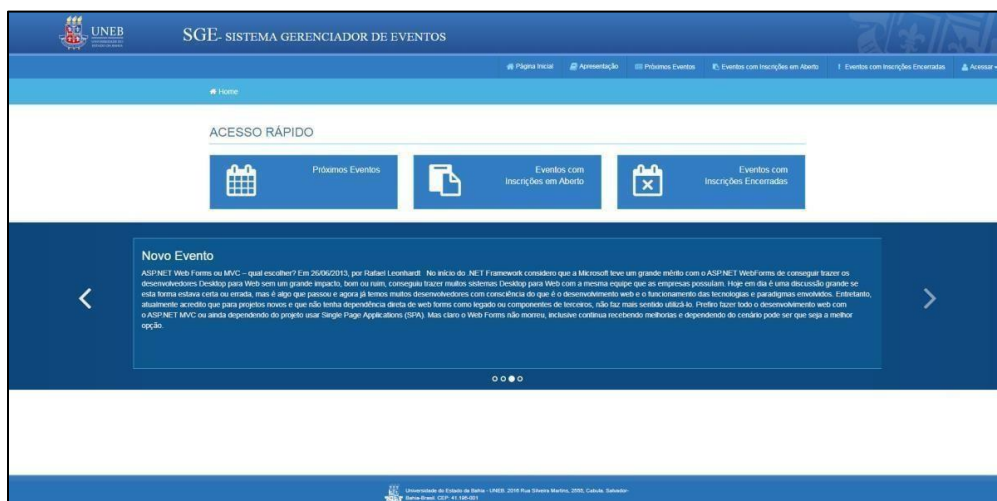 UNEB
UNIVERSIDADE DO
ESTADO DA BAHIA
SGE- SISTEMA GERENCIADOR DE EVENTOS
Página Inicial Apresentação Próximos Eventos Eventos com Inscrições em Aberto Eventos com Inscrições Encerradas Acessar
Home
ACESSO RÁPIDO
Próximos Eventos
Eventos com
Inscrições em Aberto
Eventos com
Inscrições Encerradas
Novo Evento
ASP.NET Web Forms ou MVC – qual escolher? Em 26/06/2013, por Rafael Leonhardt No início do .NET Framework considero que a Microsoft teve um grande mérito com o ASP.NET WebForms de conseguir trazer os
desenvolvedores Desktop para Web sem um grande impacto, bom ou ruim, conseguiu trazer muitos sistemas Desktop para Web com a mesma equipe que as empresas possuíam. Hoje em dia é uma discussão grande se
esta forma estava certa ou errada, mas é algo que passou e agora já temos muitos desenvolvedores com consciência do que é o desenvolvimento web e o funcionamento das tecnologias e paradigmas envolvidos. Entretanto,
atualmente acredito que para projetos novos e que não tenha dependência direta de web forms como legado ou componentes de terceiros, não faz mais sentido utilizá-lo. Prefiro fazer todo o desenvolvimento web com
o ASP.NET MVC ou ainda dependendo do projeto usar Single Page Applications (SPA). Mas claro o Web Forms não morreu, inclusive continua recebendo melhorias e dependendo do cenário pode ser que seja a melhor
opção.
Universidade do Estado da Bahia - UNEB. 2016 Rua Silveira Martins, 2555, Cabula. Salvador-
Bahia-Brasil. CEP: 41.195-001